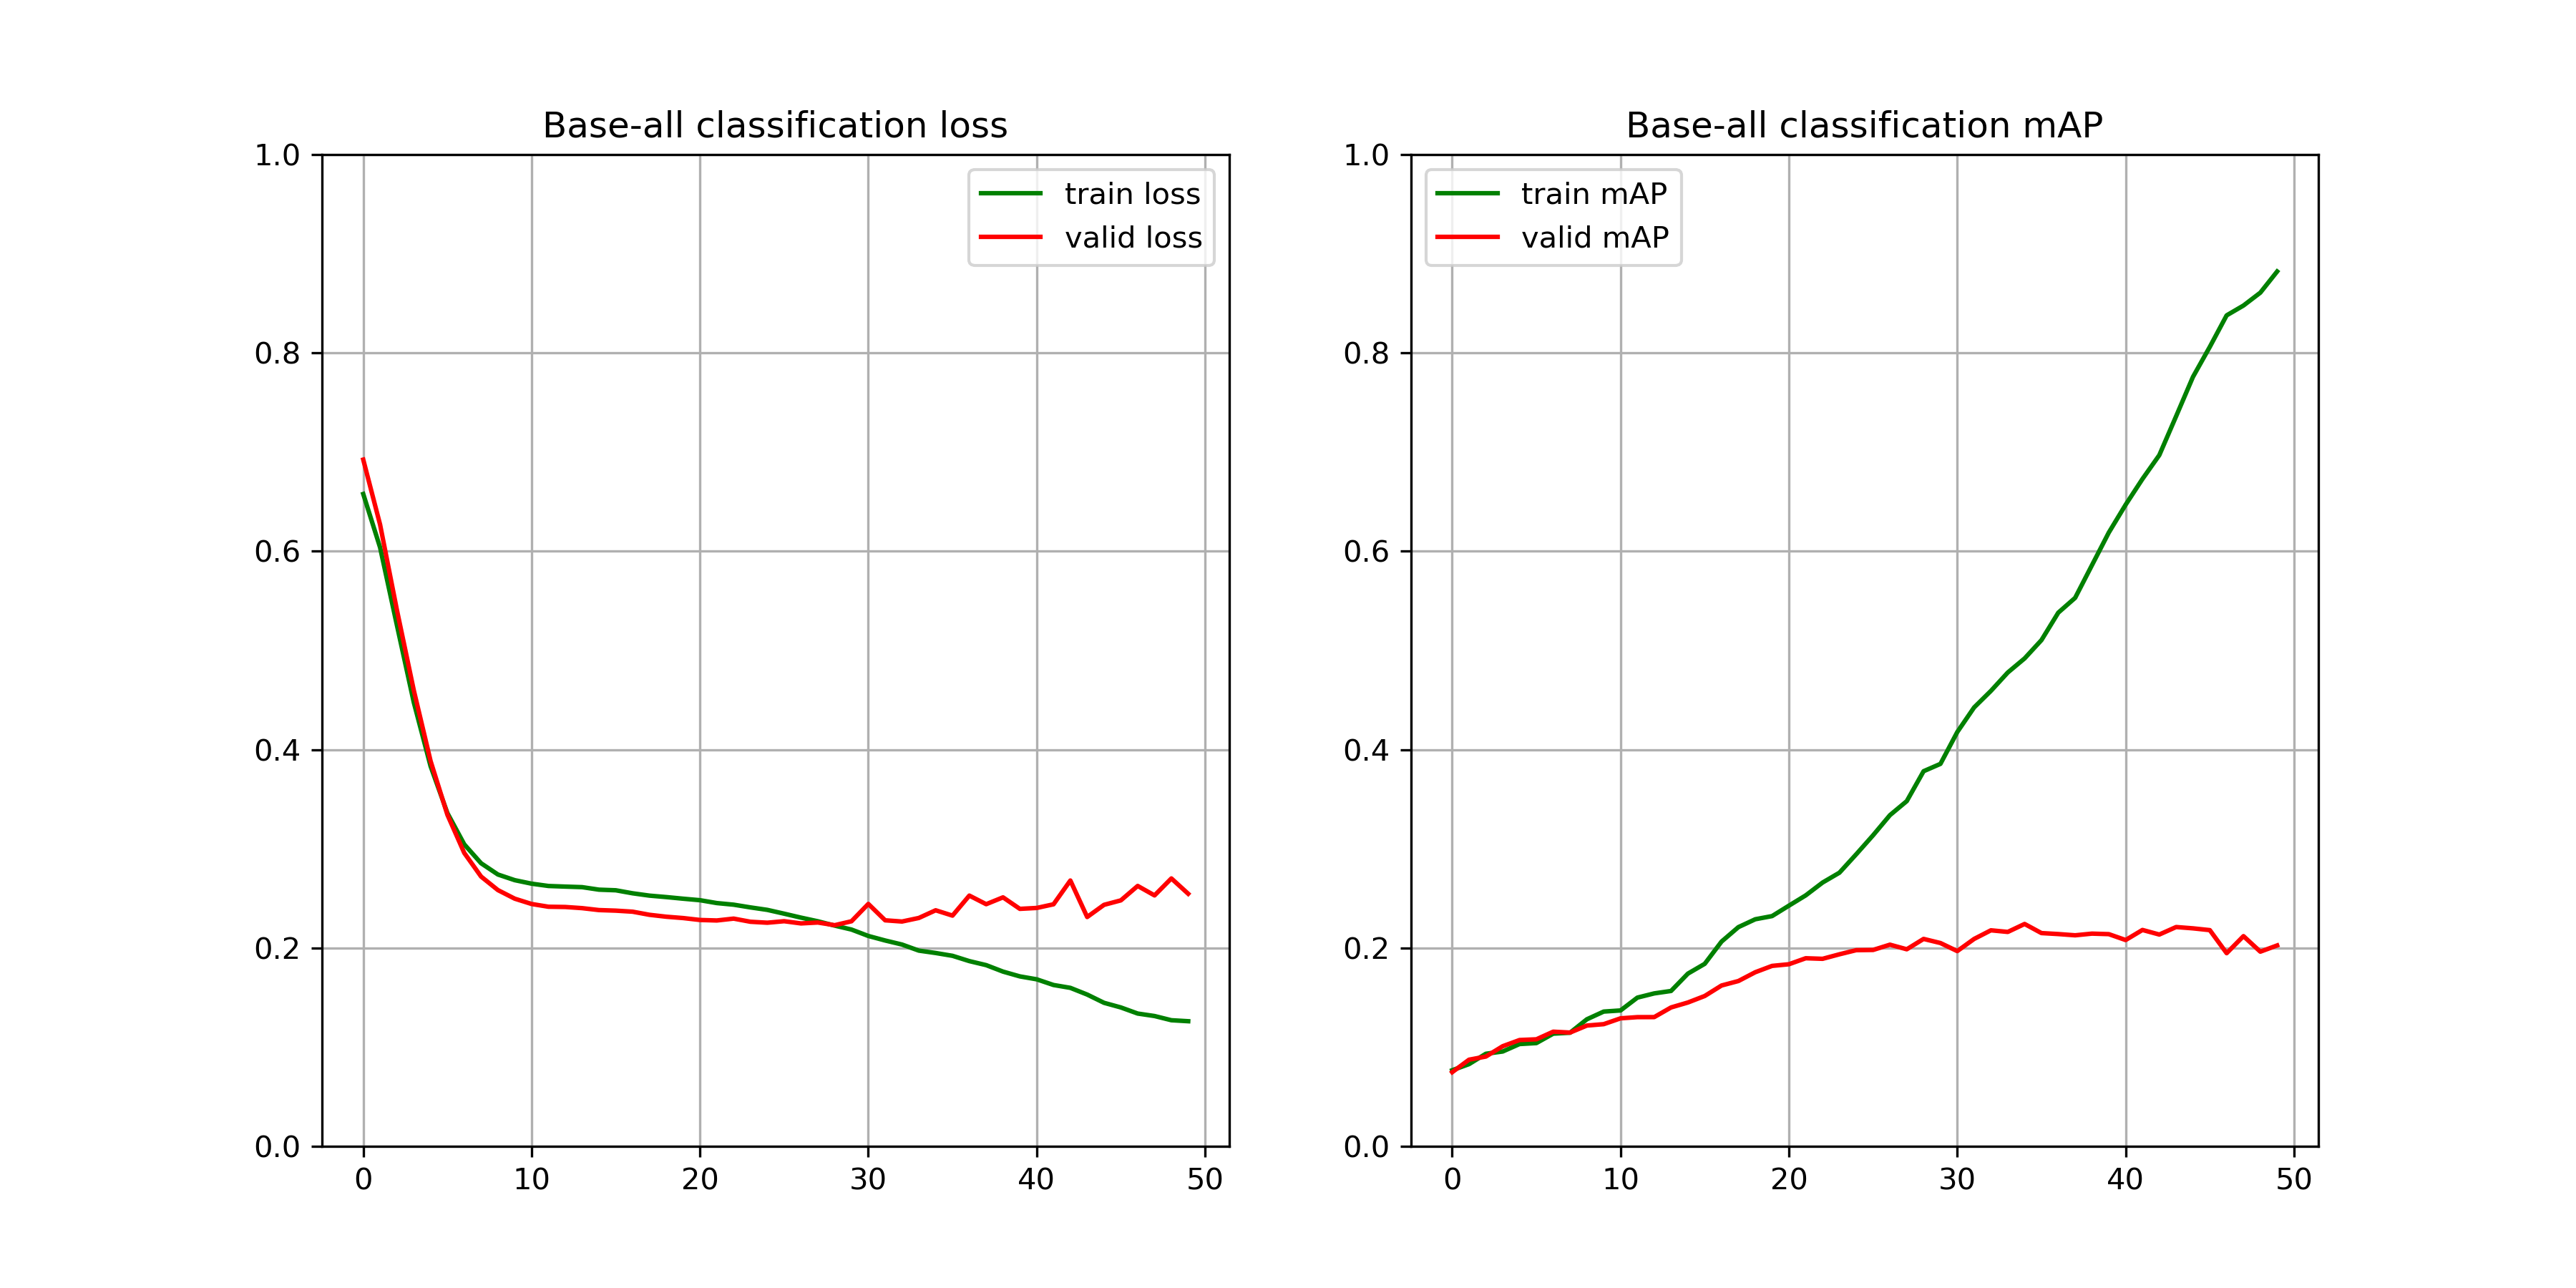 Base-all classification loss
1.0
0.8
0.6
0.4
0.2
0.0
0 10 20 30 40 50
train loss
valid loss
Base-all classification mAP
1.0
0.8
0.6
0.4
0.2
0.0
0 10 20 30 40 50
train mAP
valid mAP